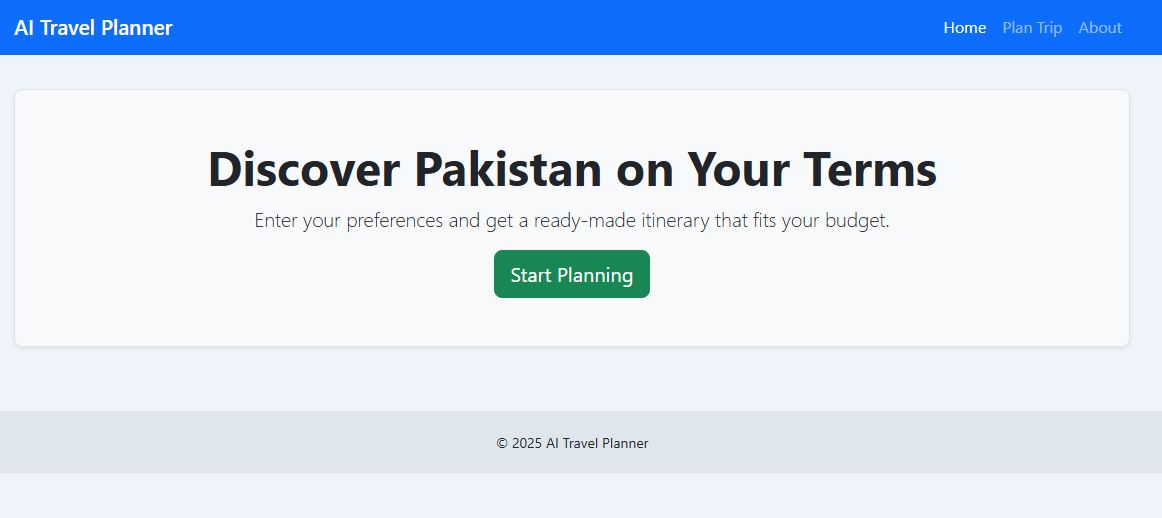 AI Travel Planner
Home Plan Trip About
Discover Pakistan on Your Terms
Enter your preferences and get a ready-made itinerary that fits your budget.
Start Planning
© 2025 AI Travel Planner